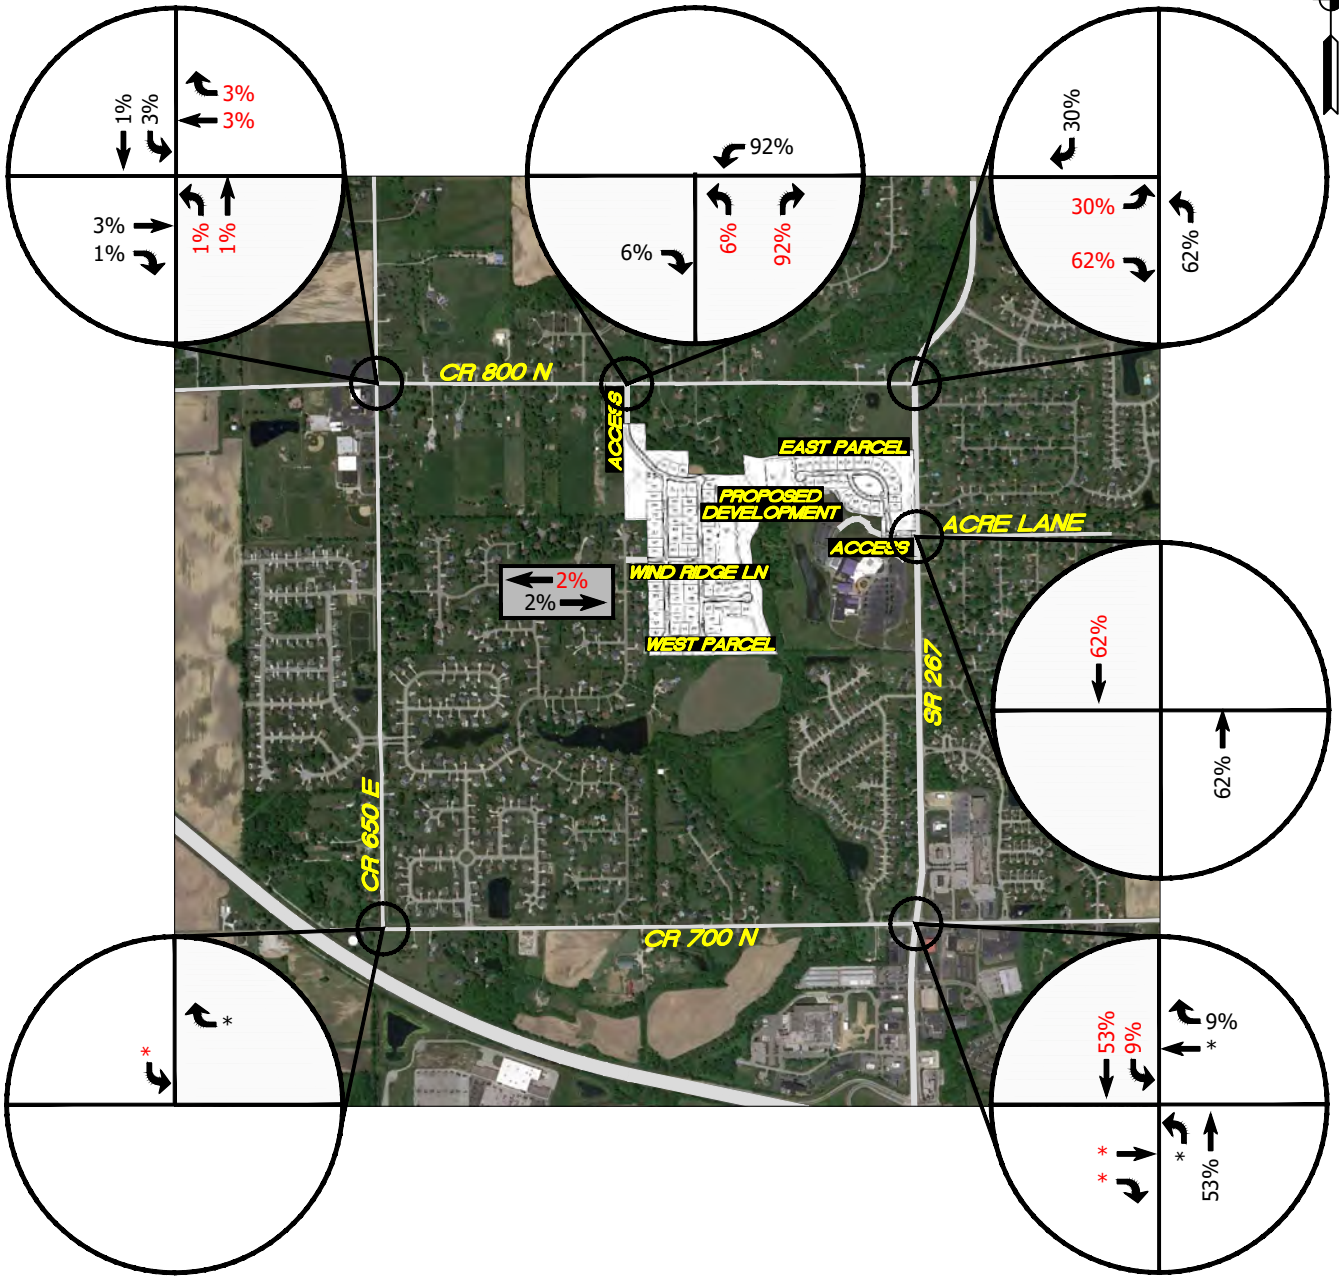 1%
3%
3%
3%
3%
1%
1%
1%
92%
6%
6%
92%
30%
30%
62%
62%
CR 800 N
ACCESS
EAST PARCEL
PROPOSED
DEVELOPMENT
ACRE LANE
ACCESS
WIND RIDGE LN
2%
2%
WEST PARCEL
SR 267
62%
62%
CR 650 E
CR 700 N
*
*
53%
9%
9%
*
*
*
*
53%